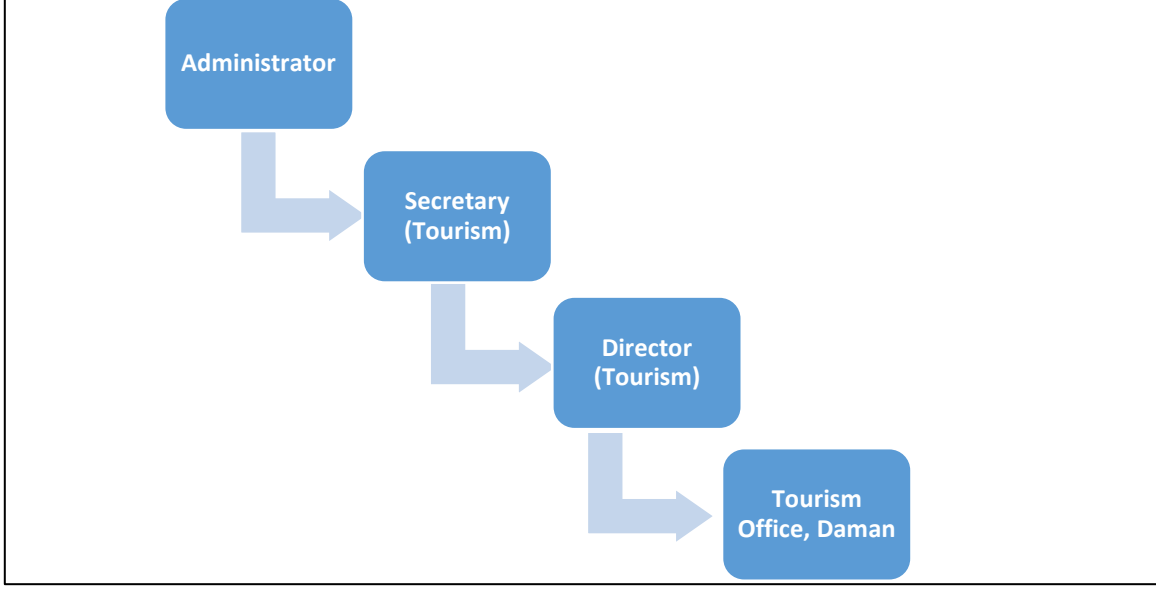 Administrator
Secretary
(Tourism)
Director
(Tourism)
Tourism
Office, Daman